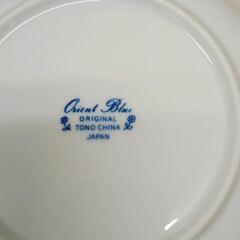 Orient Blue
ORIGINAL
TONO CHINA
JAPAN